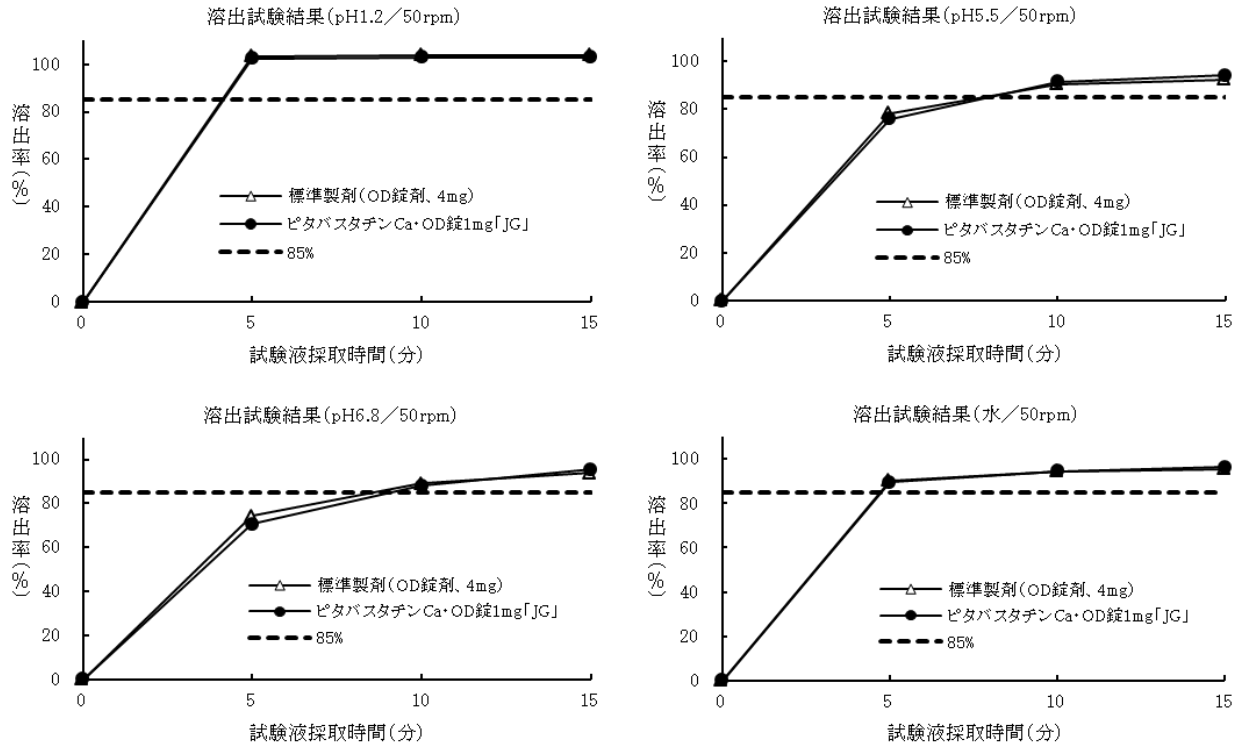 溶出試験結果(pH1.2／50rpm)
溶出率(%)
100
80
60
40
20
0
標準製剤(OD錠剤、4mg)
ピタバスタチンCa・OD錠1mg「JG」
85%
0 5 10 15
試験液採取時間(分)
溶出試験結果(pH5.5／50rpm)
溶出率(%)
100
80
60
40
20
0
標準製剤(OD錠剤、4mg)
ピタバスタチンCa・OD錠1mg「JG」
85%
0 5 10 15
試験液採取時間(分)
溶出試験結果(pH6.8／50rpm)
溶出率(%)
100
80
60
40
20
0
標準製剤(OD錠剤、4mg)
ピタバスタチンCa・OD錠1mg「JG」
85%
0 5 10 15
試験液採取時間(分)
溶出試験結果(水／50rpm)
溶出率(%)
100
80
60
40
20
0
標準製剤(OD錠剤、4mg)
ピタバスタチンCa・OD錠1mg「JG」
85%
0 5 10 15
試験液採取時間(分)